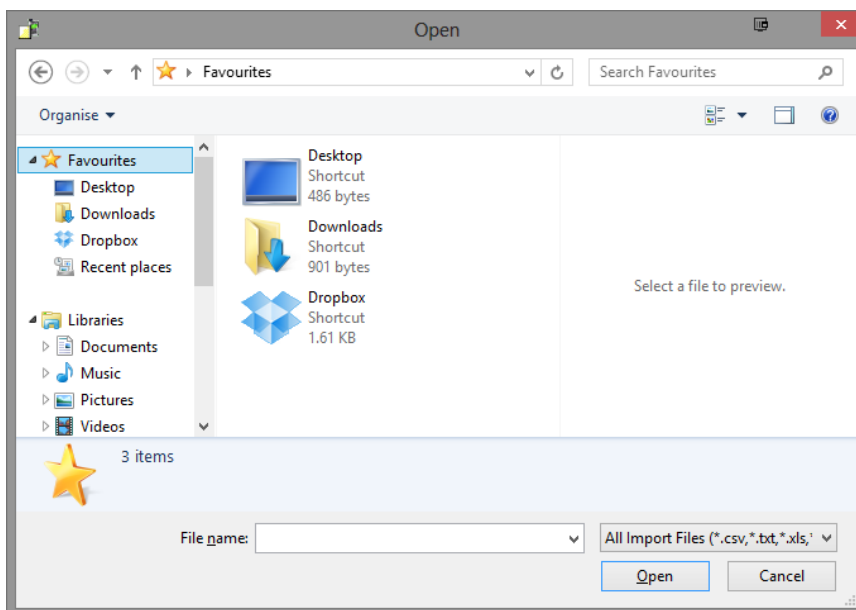 Open
Favourites
Search Favourites
Organise
Favourites
Desktop
Downloads
Dropbox
Recent places
Libraries
Documents
Music
Pictures
Videos
Desktop
Shortcut
486 bytes
Downloads
Shortcut
901 bytes
Dropbox
Shortcut
1.61 KB
Select a file to preview.
3 items
File name:
All Import Files (*.csv,*.txt,*.xls,*
Open
Cancel